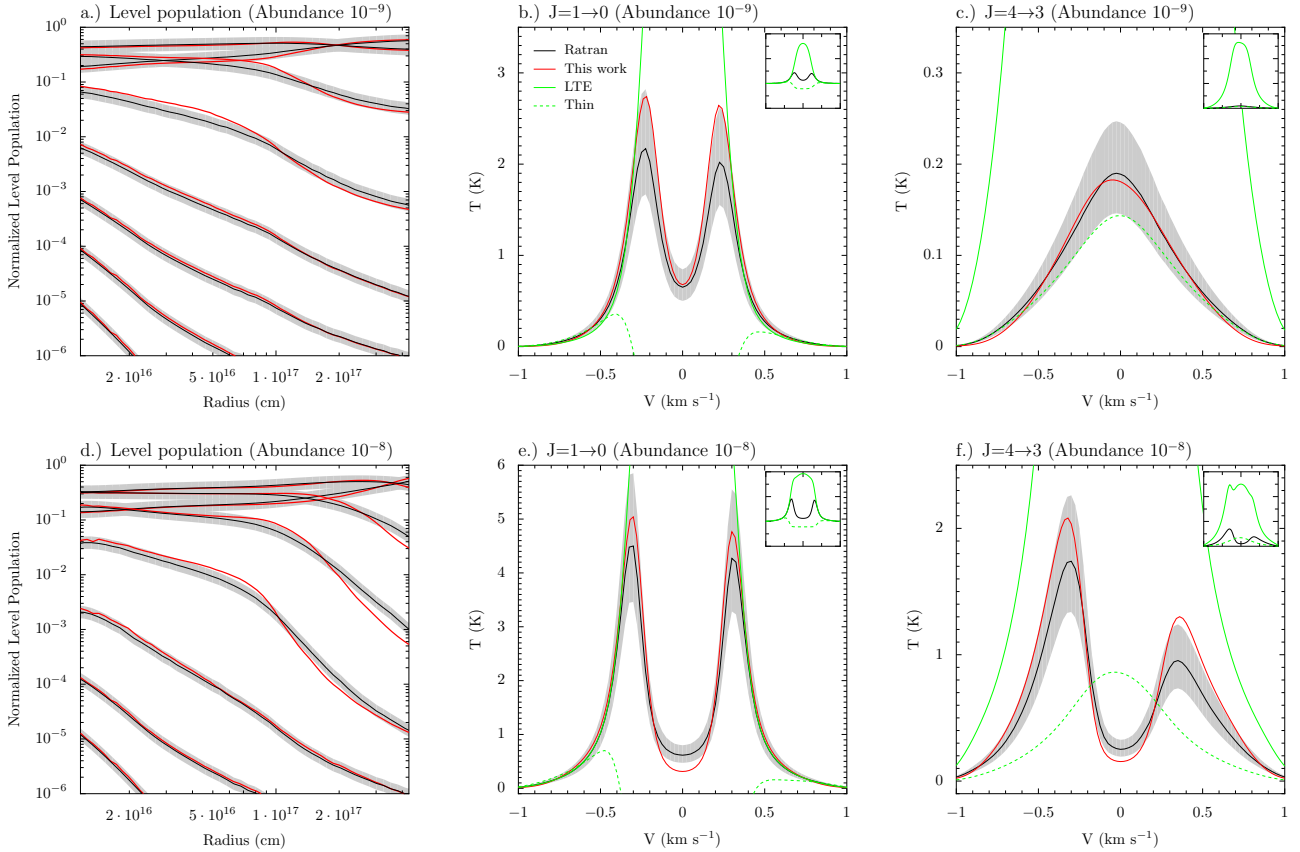 a.) Level population (Abundance 10⁻⁹)
b.) J=1→0 (Abundance 10⁻⁹)
c.) J=4→3 (Abundance 10⁻⁹)
Normalized Level Population
10⁰
10⁻¹
10⁻²
10⁻³
10⁻⁴
10⁻⁵
10⁻⁶
2·10¹⁶
5·10¹⁶
1·10¹⁷
2·10¹⁷
Radius (cm)
T (K)
3
2
1
0
Ratran
This work
LTE
Thin
−1
−0.5
0
0.5
1
V (km s⁻¹)
T (K)
0.3
0.2
0.1
0
−1
−0.5
0
0.5
1
V (km s⁻¹)
d.) Level population (Abundance 10⁻⁸)
e.) J=1→0 (Abundance 10⁻⁸)
f.) J=4→3 (Abundance 10⁻⁸)
Normalized Level Population
10⁰
10⁻¹
10⁻²
10⁻³
10⁻⁴
10⁻⁵
10⁻⁶
2·10¹⁶
5·10¹⁶
1·10¹⁷
2·10¹⁷
Radius (cm)
T (K)
6
5
4
3
2
1
0
−1
−0.5
0
0.5
1
V (km s⁻¹)
T (K)
2
1
0
−1
−0.5
0
0.5
1
V (km s⁻¹)